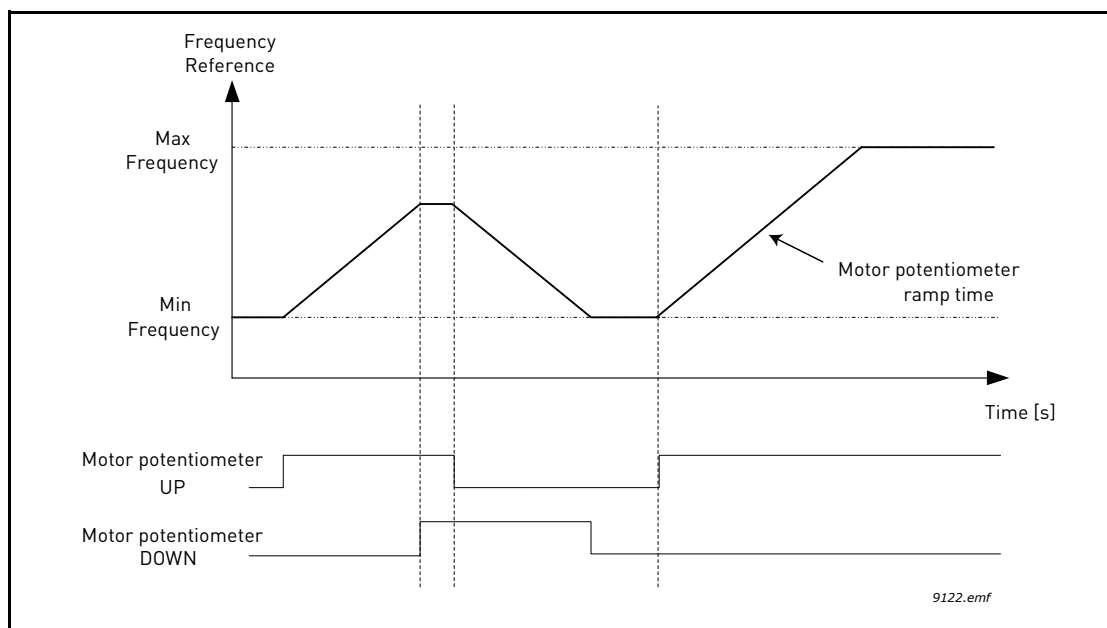 Frequency
Reference
Max
Frequency
Motor potentiometer
ramp time
Min
Frequency
Time [s]
Motor potentiometer
UP
Motor potentiometer
DOWN
9122.emf